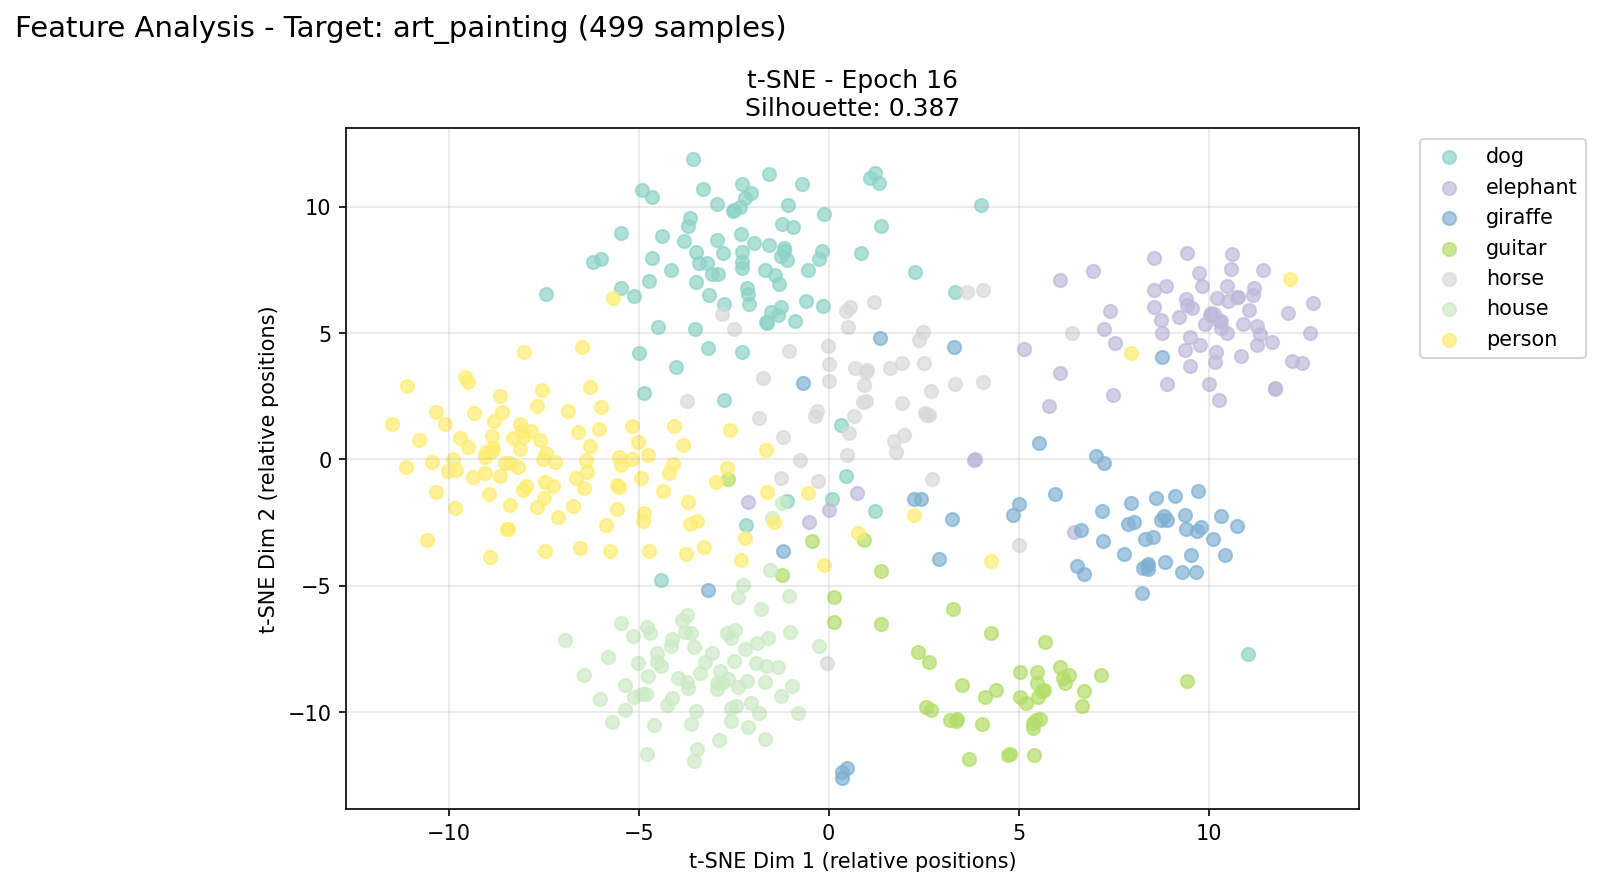 Feature Analysis - Target: art_painting (499 samples)
t-SNE - Epoch 16
Silhouette: 0.387
dog
elephant
giraffe
guitar
horse
house
person
t-SNE Dim 2 (relative positions)
10
5
0
−5
−10
−10
−5
0
5
10
t-SNE Dim 1 (relative positions)